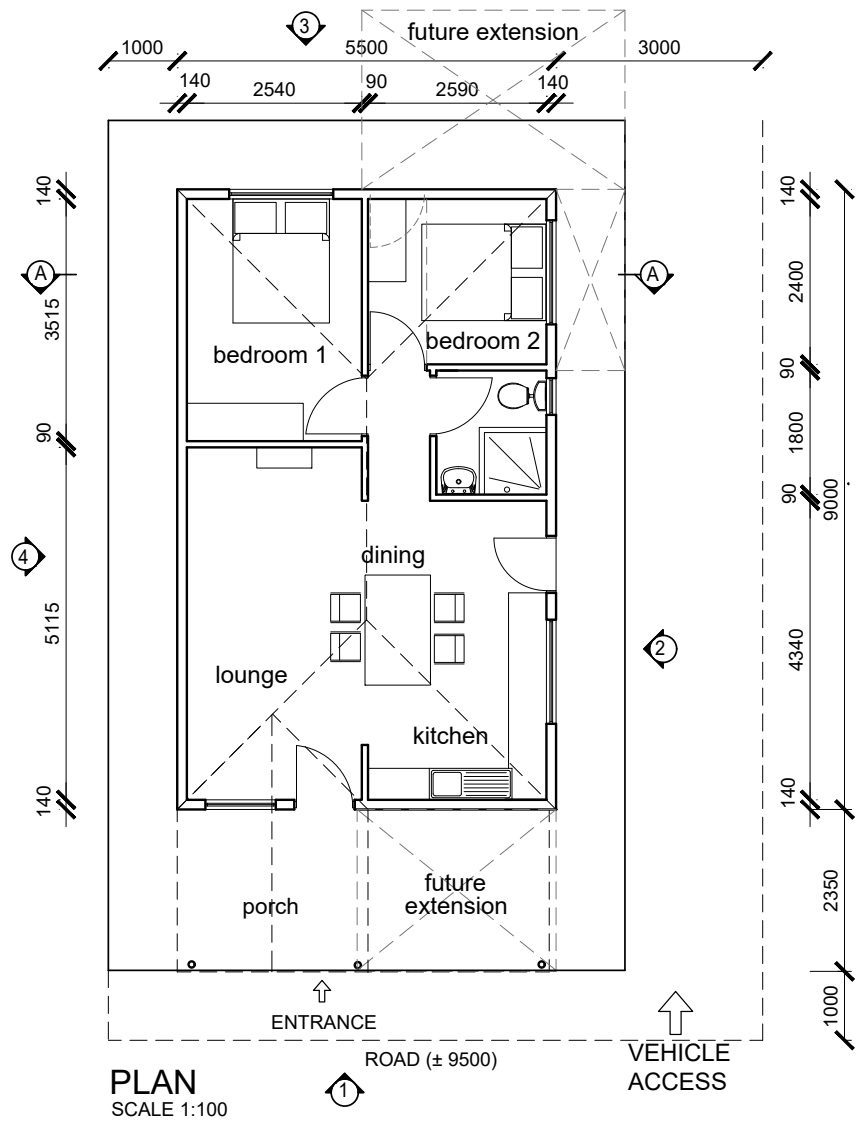 3
future extension
1000
5500
3000
140
2540
90
2590
140
140
3515
90
5115
140
A
A
4
140
2400
90
1800
90
4340
140
9000
2350
1000
bedroom 1
bedroom 2
dining
lounge
kitchen
2
porch
future
extension
ENTRANCE
ROAD (± 9500)
VEHICLE
ACCESS
PLAN
SCALE 1:100
1